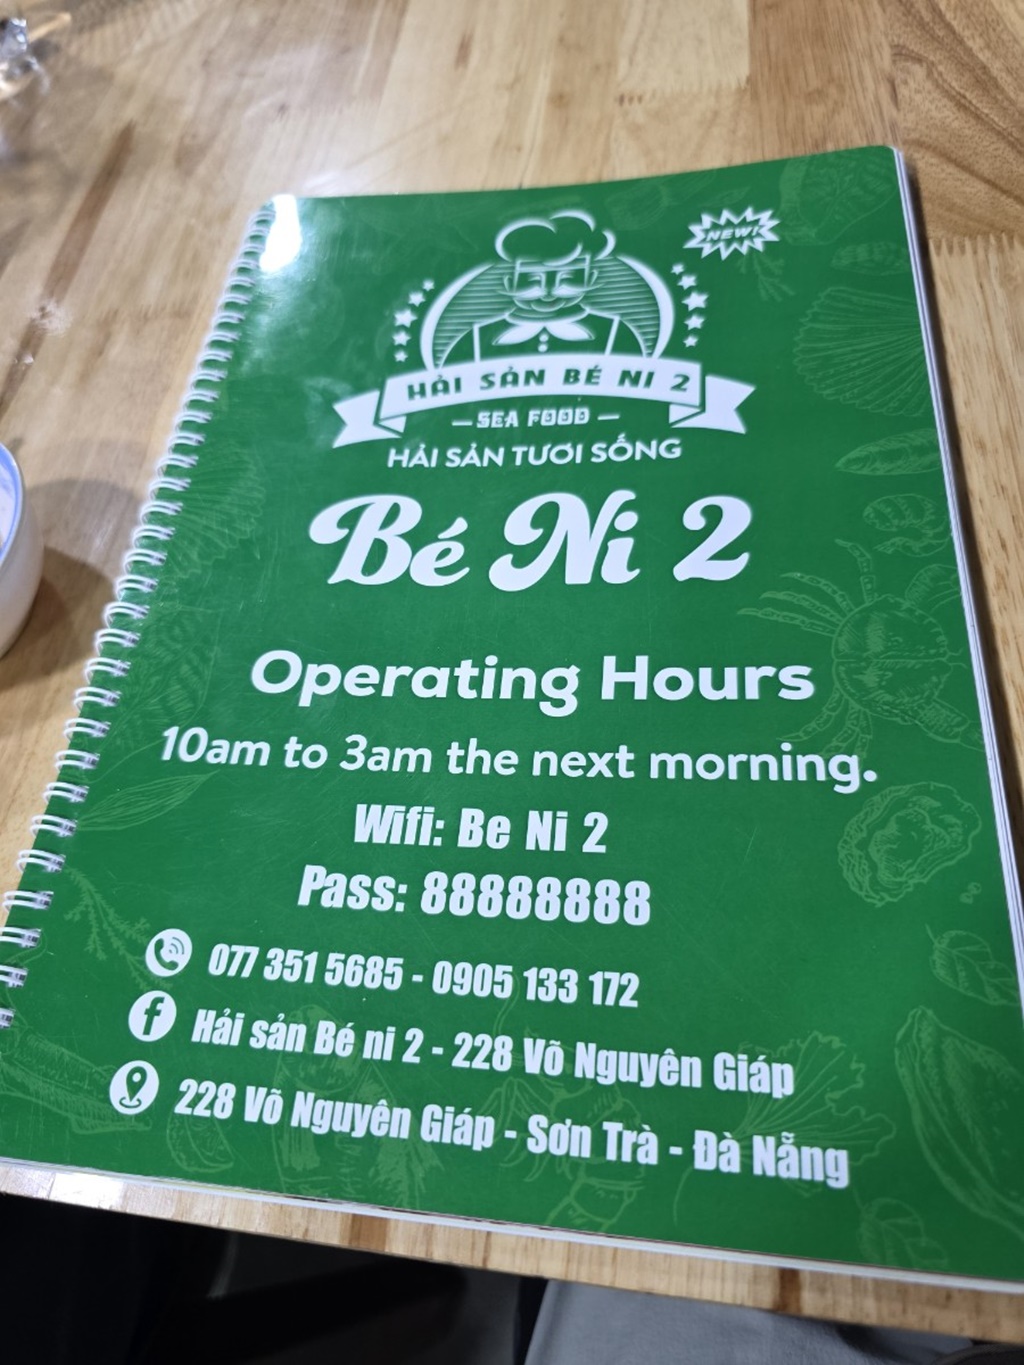 NEW!
HẢI SẢN BÉ NI 2
SEA FOOD
HẢI SẢN TƯƠI SỐNG
Bé Ni 2
Operating Hours
10am to 3am the next morning.
Wifi: Be Ni 2
Pass: 88888888
077 351 5685 - 0905 133 172
Hải sản Bé ni 2 - 228 Võ Nguyên Giáp
228 Võ Nguyên Giáp - Sơn Trà - Đà Nẵng